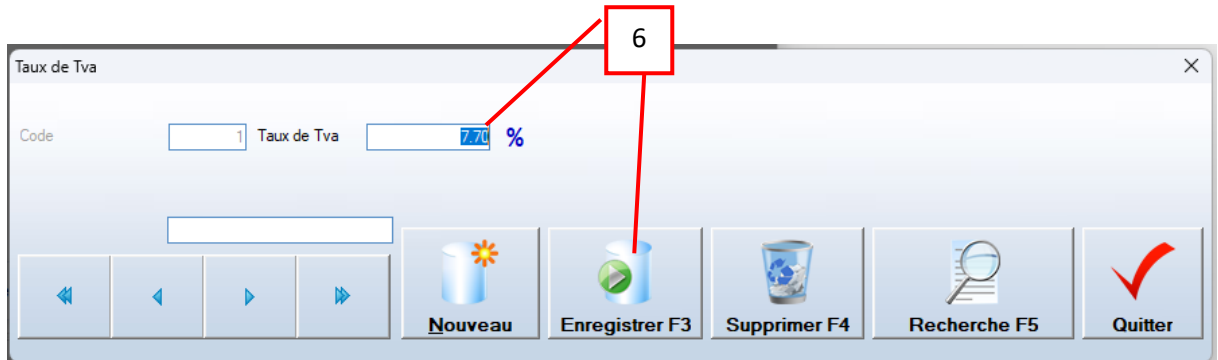 6
Taux de Tva
Code 1 Taux de Tva 7.70 %
Nouveau Enregistrer F3 Supprimer F4 Recherche F5 Quitter